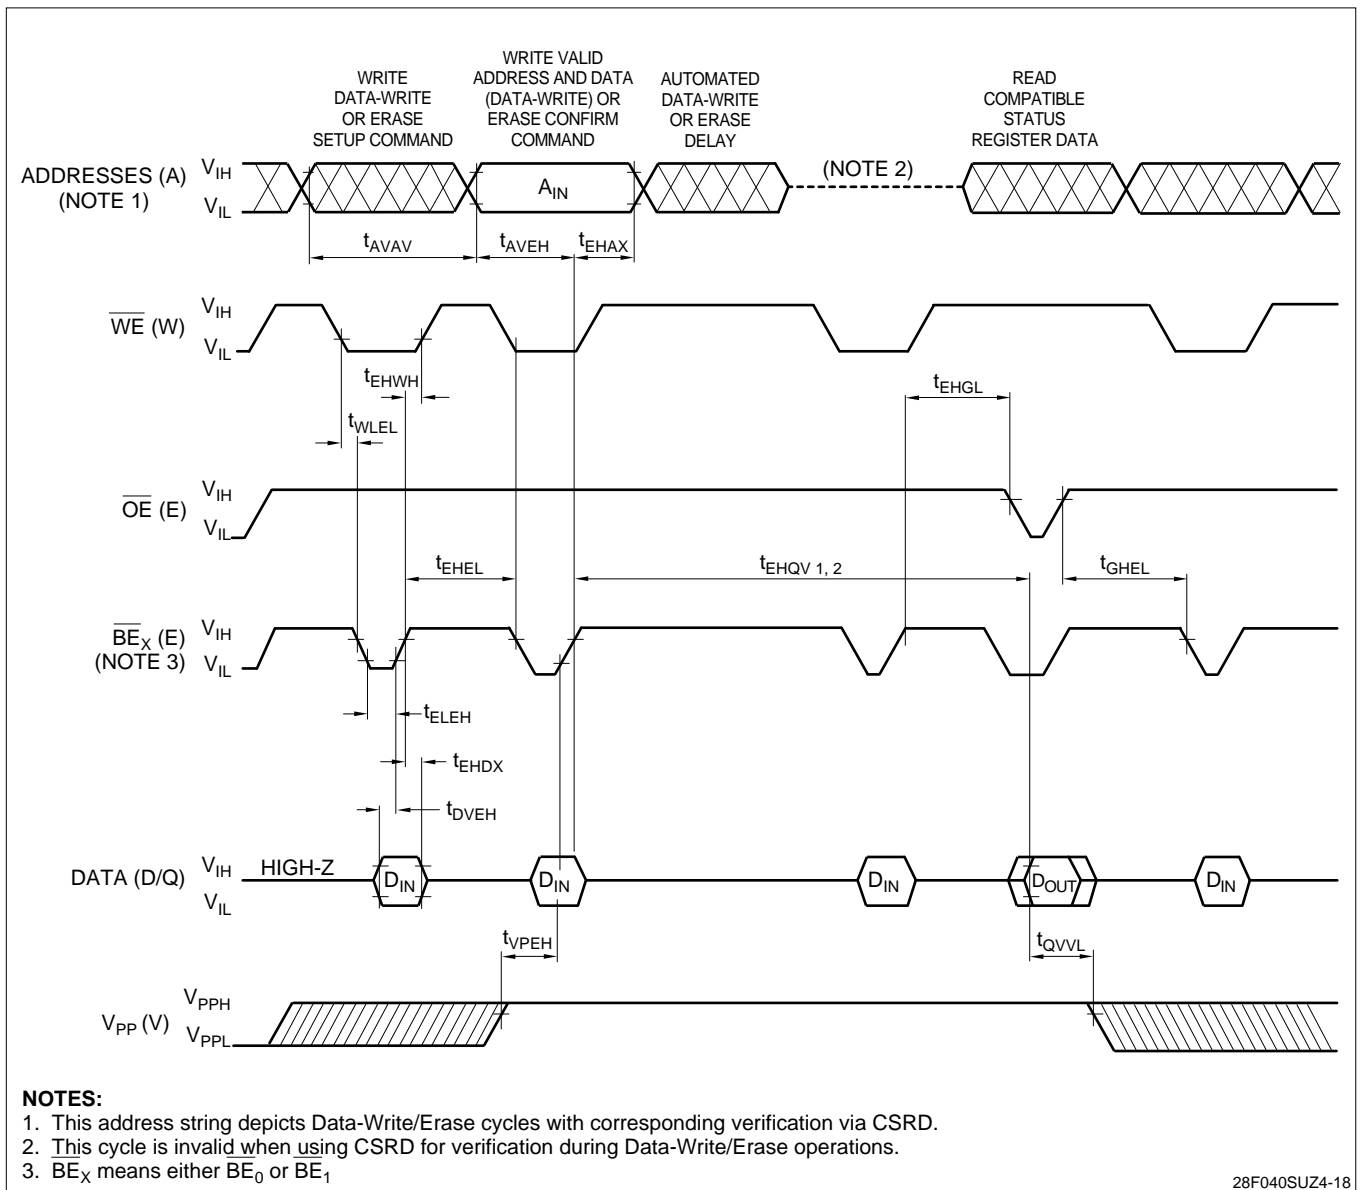 WRITE
DATA-WRITE
OR ERASE
SETUP COMMAND
WRITE VALID
ADDRESS AND DATA
(DATA-WRITE) OR
ERASE CONFIRM
COMMAND
AUTOMATED
DATA-WRITE
OR ERASE
DELAY
READ
COMPATIBLE
STATUS
REGISTER DATA
ADDRESSES (A)
(NOTE 1)
VIH
VIL
AIN
(NOTE 2)
tAVAV
tAVEH
tEHAX
WE (W)
VIH
VIL
tEHWH
tWLEL
tEHGL
OE (E)
VIH
VIL
tEHEL
tEHQV 1, 2
tGHEL
BEX (E)
(NOTE 3)
VIH
VIL
tELEH
tEHDX
tDVEH
DATA (D/Q)
VIH
VIL
HIGH-Z
DIN
DIN
DIN
DOUT
DIN
tVPEH
tQVVL
VPP (V)
VPPH
VPPL
NOTES:
1. This address string depicts Data-Write/Erase cycles with corresponding verification via CSRD.
2. This cycle is invalid when using CSRD for verification during Data-Write/Erase operations.
3. BEX means either BE0 or BE1
28F040SUZ4-18